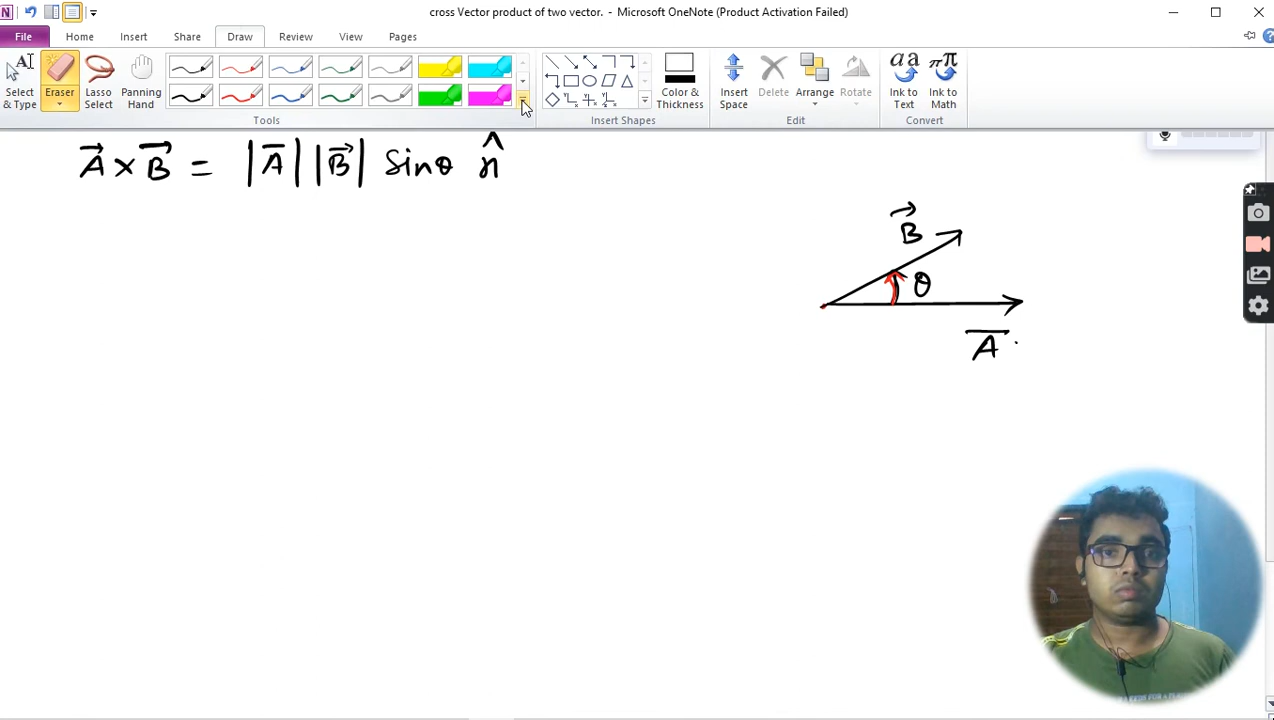 cross Vector product of two vector. - Microsoft OneNote (Product Activation Failed)
File Home Insert Draw Review View Pages
Select & Type
Eraser
Lasso Select
Panning Hand
Color & Thickness
Insert Space
Delete
Arrange
Rotate
Ink to Text
Ink to Math
Tools Insert Shapes Edit Convert
A⃗ × B⃗ = |A̅| |B⃗| Sinθ n̂
B⃗
θ
A̅